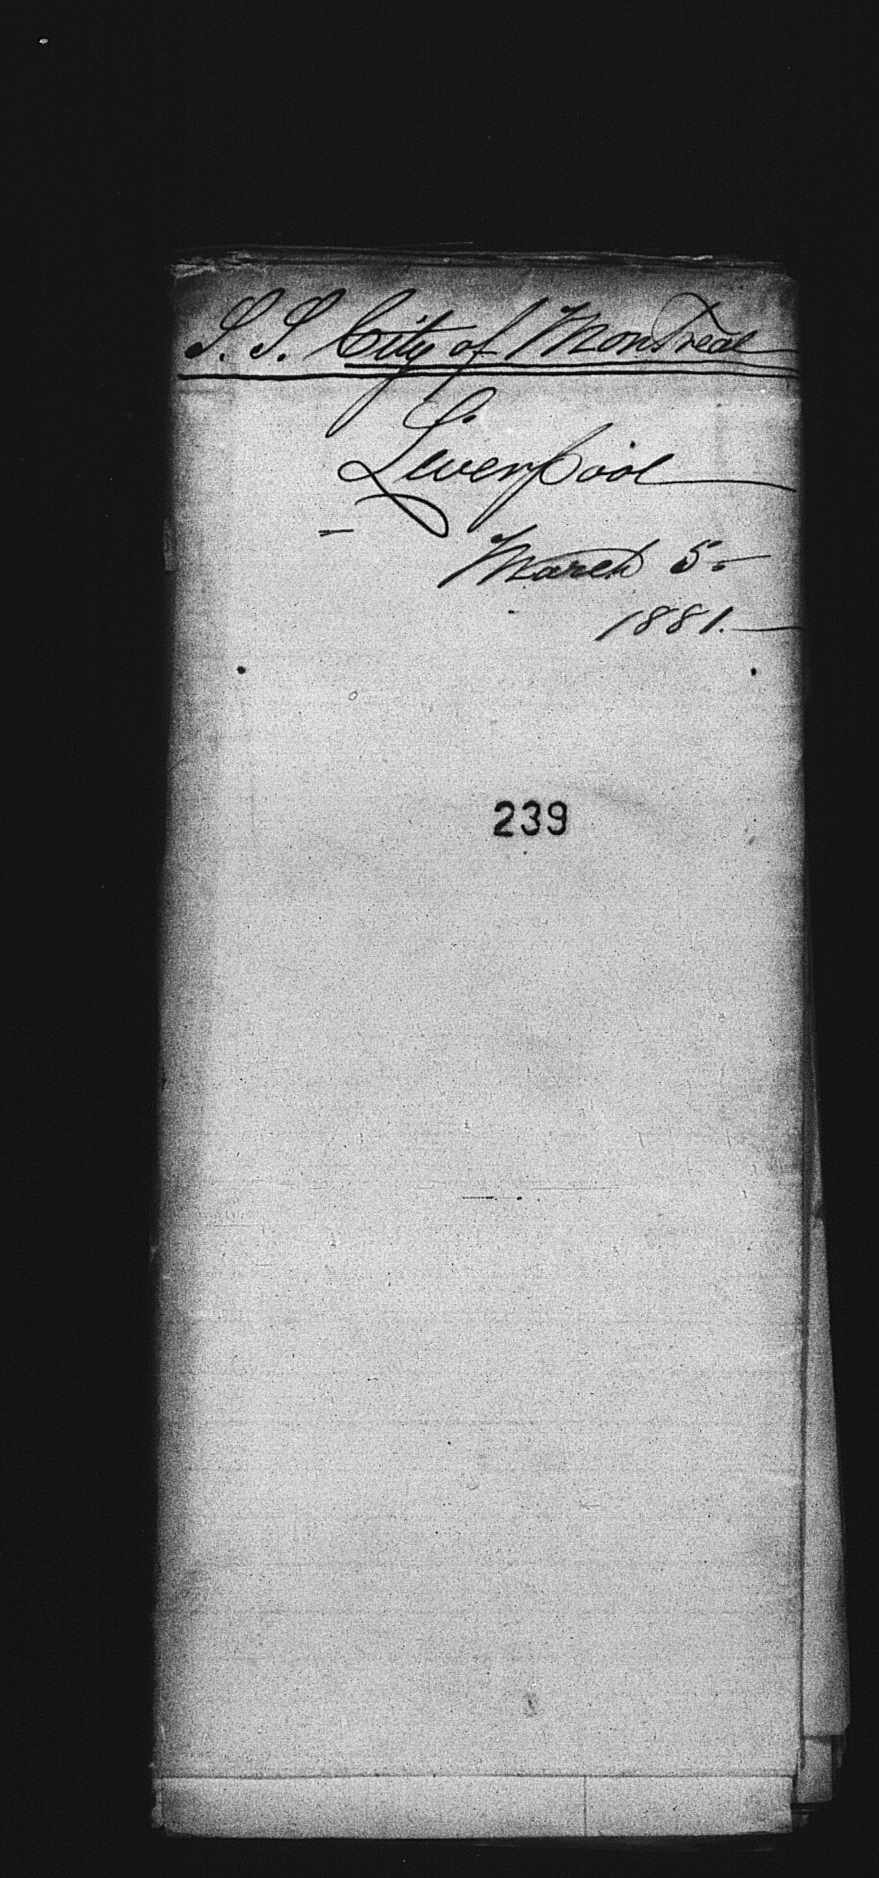 S. S. City of Montreal
Liverpool
March 5
1881.
239